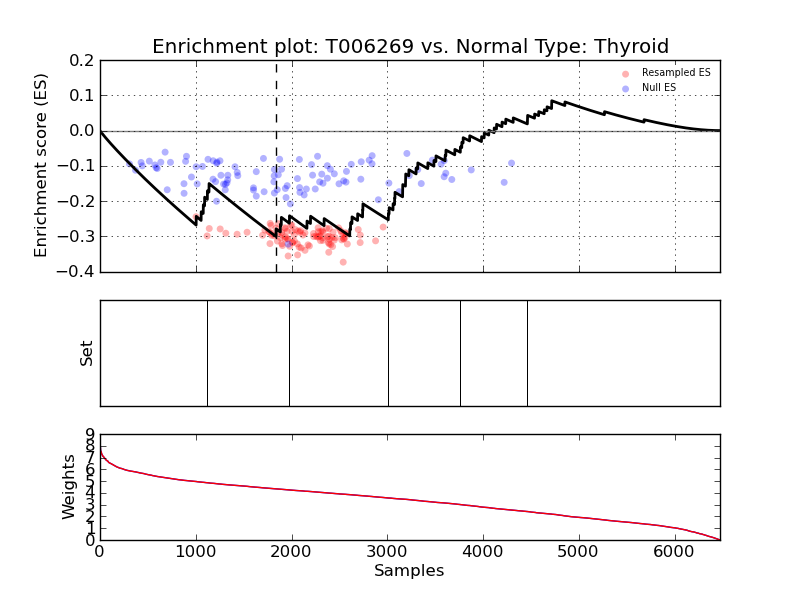 Enrichment plot: T006269 vs. Normal Type: Thyroid
Enrichment score (ES)
0.2
0.1
0.0
−0.1
−0.2
−0.3
−0.4
Resampled ES
Null ES
Set
Weights
9
8
7
6
5
4
3
2
1
0
0 1000 2000 3000 4000 5000 6000
Samples